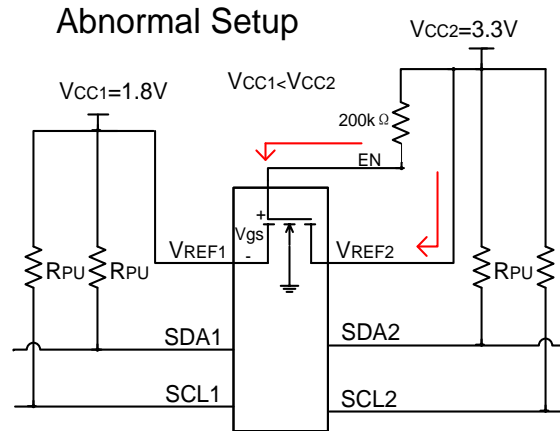 Abnormal Setup
VCC2=3.3V
VCC1=1.8V
VCC1<VCC2
200kΩ
EN
+
Vgs
-
VREF1
VREF2
RPU
RPU
RPU
SDA1
SDA2
SCL1
SCL2